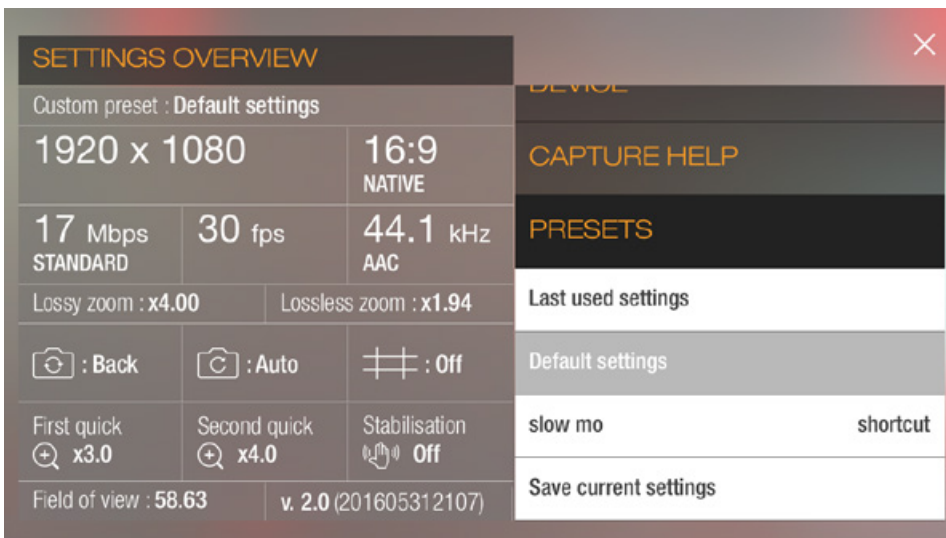 SETTINGS OVERVIEW
Custom preset : Default settings
1920 x 1080
16:9
NATIVE
17 Mbps
STANDARD
30 fps
44.1 kHz
AAC
Lossy zoom : x4.00
Lossless zoom : x1.94
: Back
: Auto
: Off
First quick
x3.0
Second quick
x4.0
Stabilisation
Off
Field of view : 58.63
v. 2.0 (201605312107)
DEVICE
CAPTURE HELP
PRESETS
Last used settings
Default settings
slow mo shortcut
Save current settings